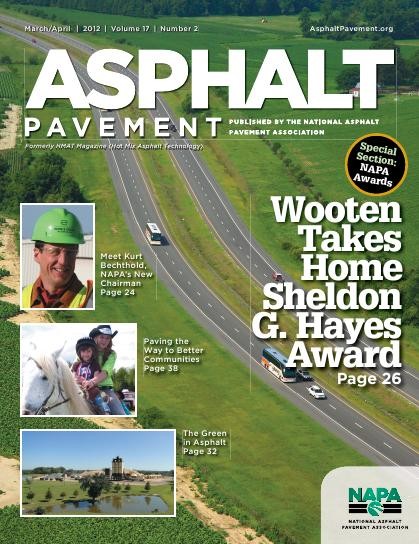 March/April | 2012 | Volume 17 | Number 2
AsphaltPavement.org
ASPHALT
PAVEMENT
PUBLISHED BY THE NATIONAL ASPHALT
PAVEMENT ASSOCIATION
Formerly HMAT Magazine (Hot Mix Asphalt Technology)
Special
Section:
NAPA
Awards
Wooten
Takes
Home
Sheldon
G. Hayes
Award
Page 26
Meet Kurt
Bechthold,
NAPA's New
Chairman
Page 24
Paving the
Way to Better
Communities
Page 38
The Green
in Asphalt
Page 32
NAPA
NATIONAL ASPHALT
PAVEMENT ASSOCIATION